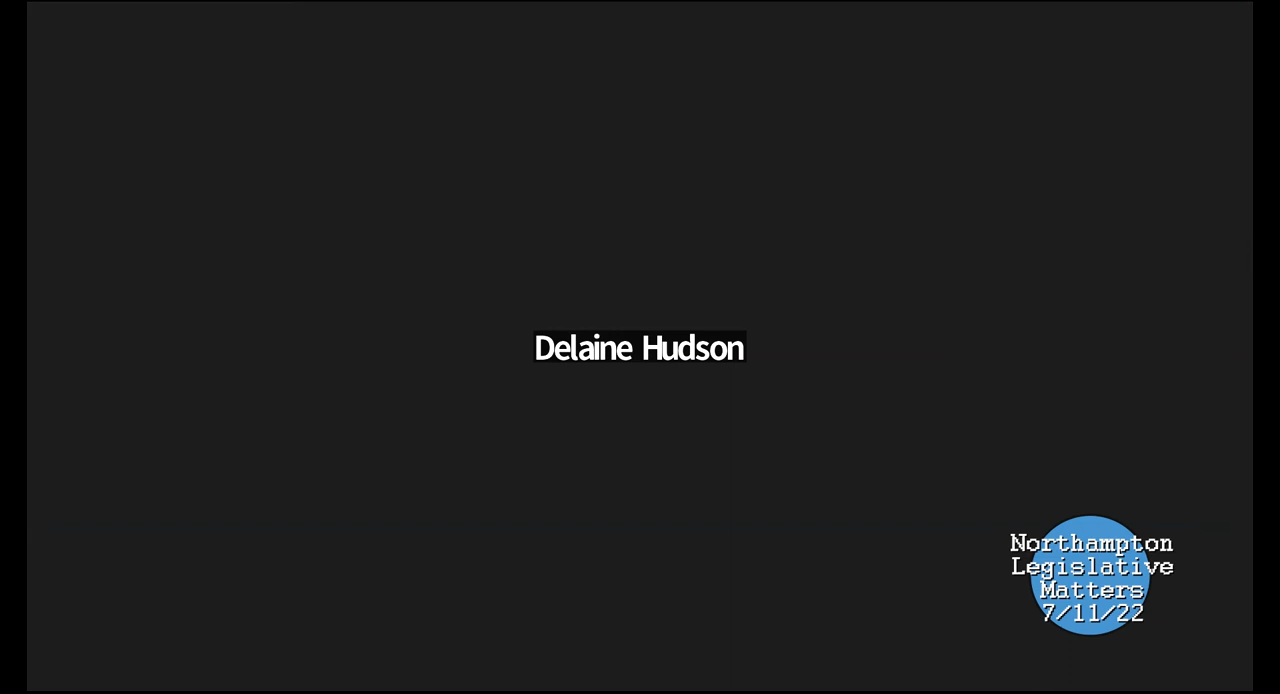 Delaine Hudson
Northampton
Legislative
Matters
7/11/22